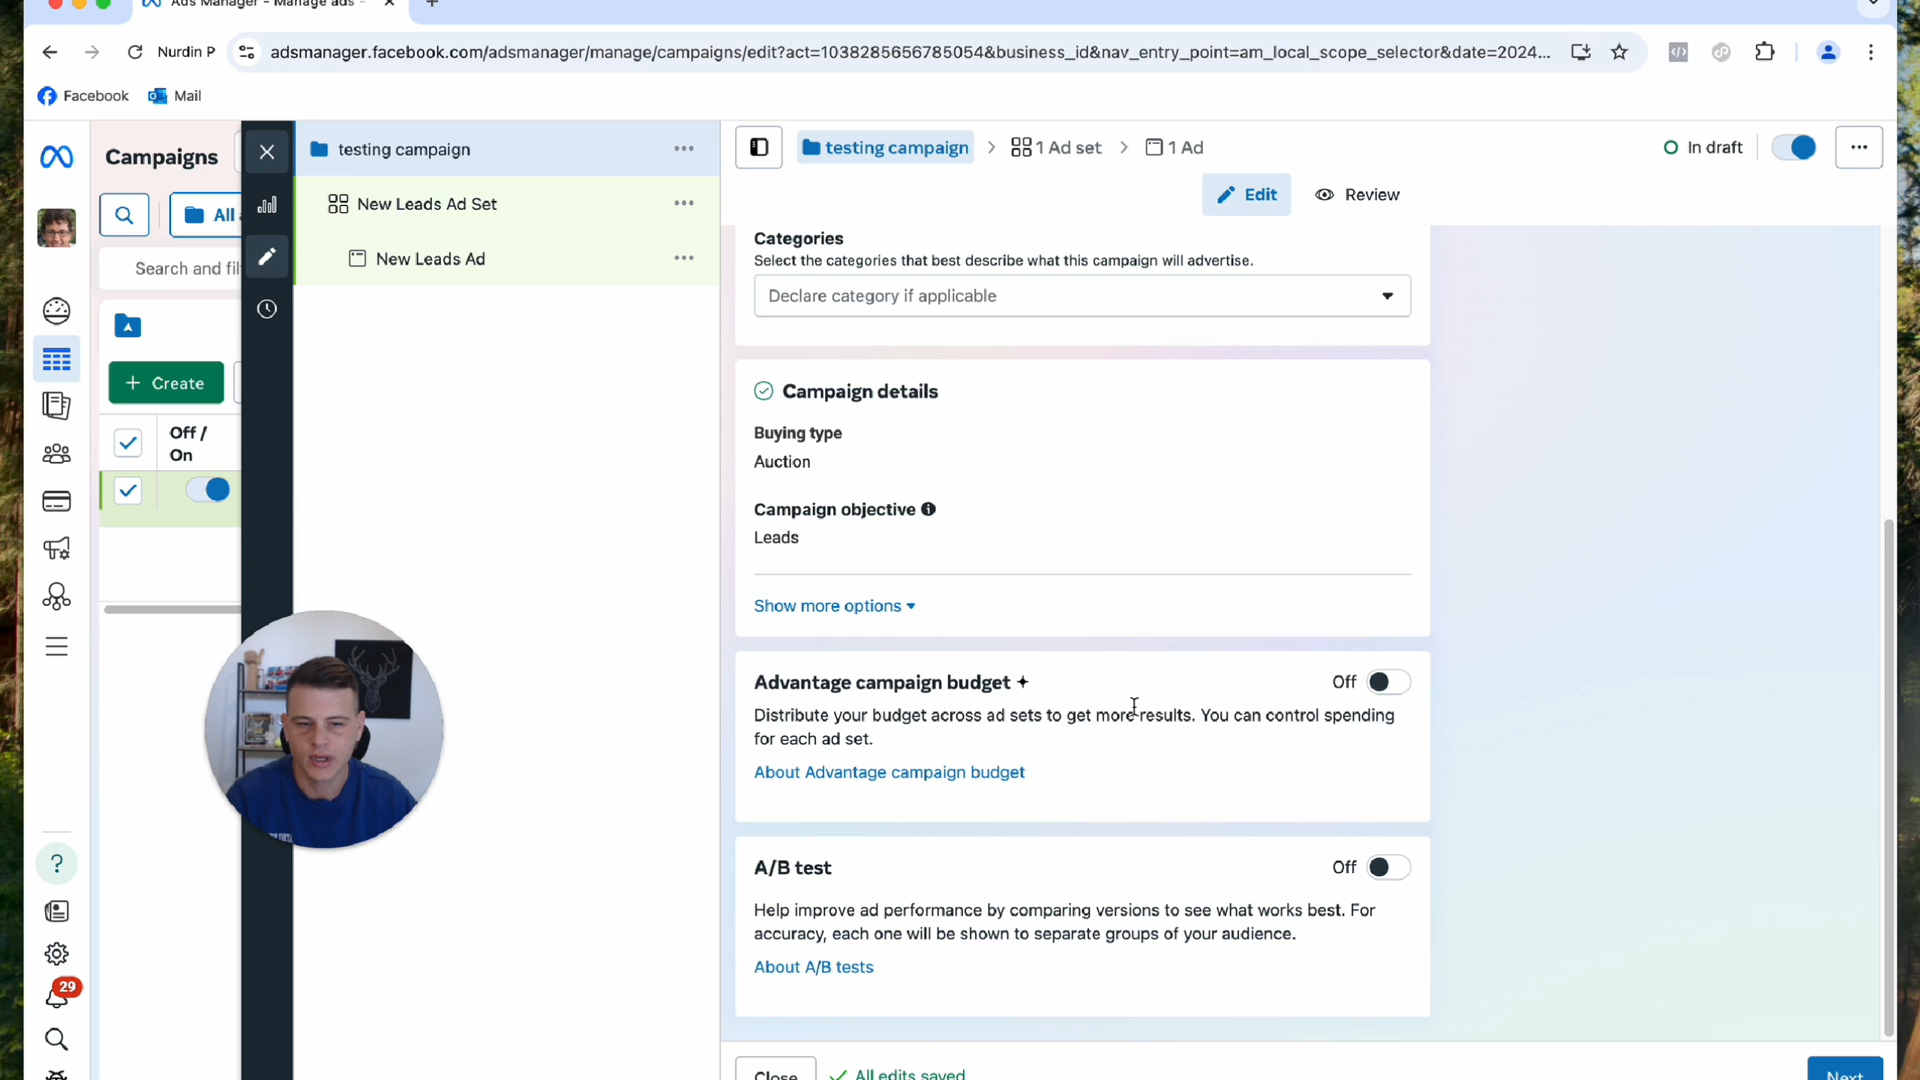 Ads Manager - Manage ads -
Nurdin P
adsmanager.facebook.com/adsmanager/manage/campaigns/edit?act=1038285656785054&business_id&nav_entry_point=am_local_scope_selector&date=2024...
Facebook
Mail
Campaigns
All
Search and
Create
Off /
On
?
29
testing campaign
New Leads Ad Set
New Leads Ad
testing campaign
1 Ad set
1 Ad
In draft
Edit
Review
Categories
Select the categories that best describe what this campaign will advertise.
Declare category if applicable
Campaign details
Buying type
Auction
Campaign objective
Leads
Show more options
Advantage campaign budget
Off
Distribute your budget across ad sets to get more results. You can control spending
for each ad set.
About Advantage campaign budget
A/B test
Off
Help improve ad performance by comparing versions to see what works best. For
accuracy, each one will be shown to separate groups of your audience.
About A/B tests
Close
All edits saved
Next